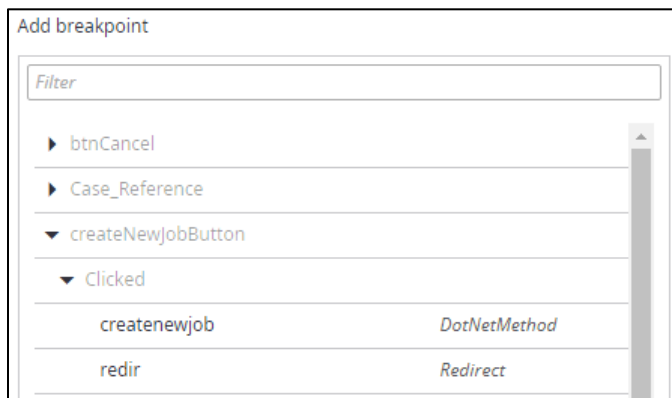 Add breakpoint
Filter
btnCancel
Case_Reference
createNewJobButton
Clicked
createnewjob DotNetMethod
redir Redirect